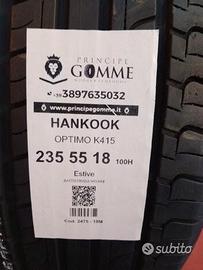 PRINCIPE
GOMME
+39 3897635032
www.principegomme.it
HANKOOK
OPTIMO K415
235 55 18 100H
Estive
subito